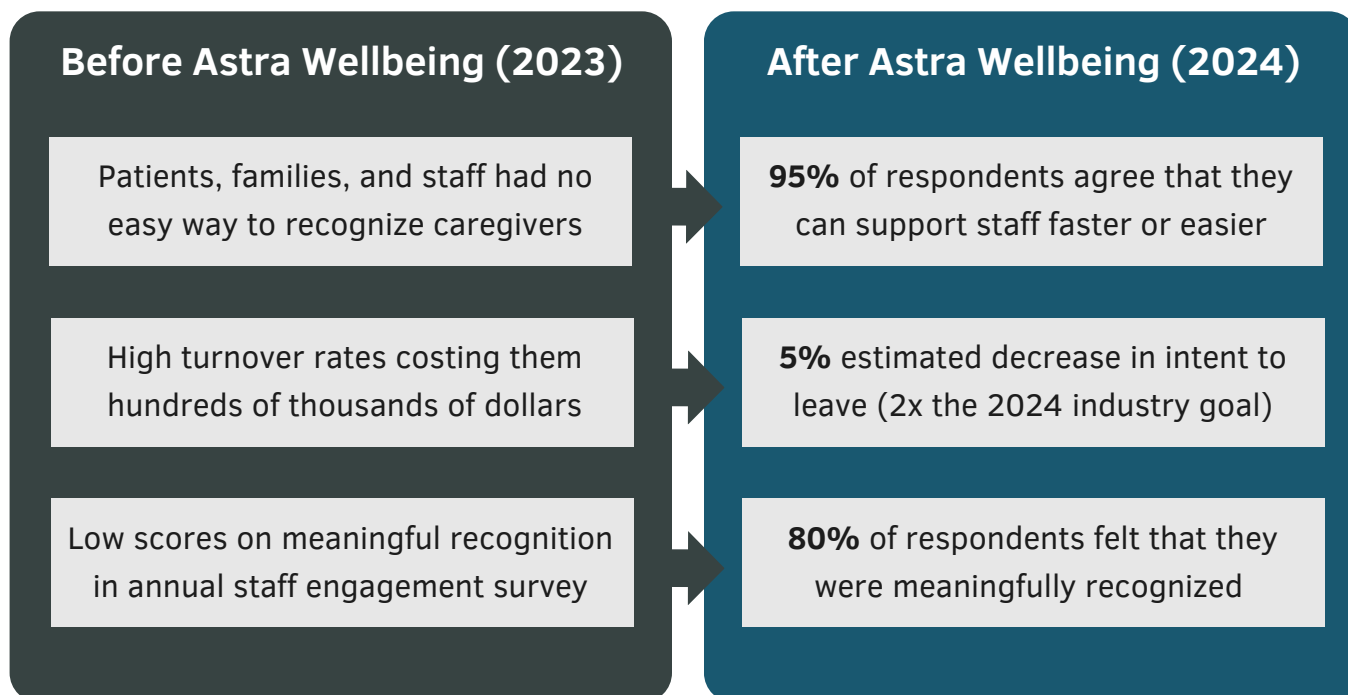 Before Astra Wellbeing (2023)
Patients, families, and staff had no
easy way to recognize caregivers
High turnover rates costing them
hundreds of thousands of dollars
Low scores on meaningful recognition
in annual staff engagement survey
After Astra Wellbeing (2024)
95% of respondents agree that they
can support staff faster or easier
5% estimated decrease in intent to
leave (2x the 2024 industry goal)
80% of respondents felt that they
were meaningfully recognized